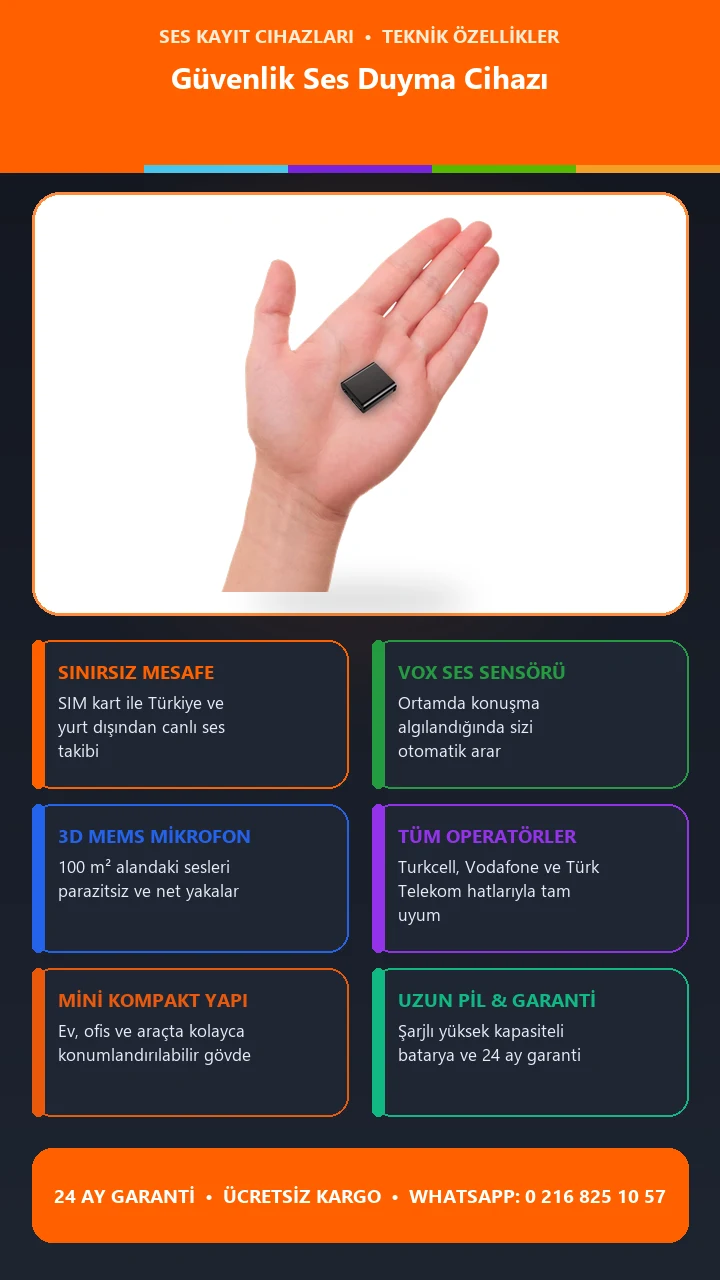 SES KAYIT CIHAZLARI • TEKNİK ÖZELLİKLER
Güvenlik Ses Duyma Cihazı
SINIRSIZ MESAFE
SIM kart ile Türkiye ve
yurt dışından canlı ses
takibi
VOX SES SENSÖRÜ
Ortamda konuşma
algılandığında sizi
otomatik arar
3D MEMS MİKROFON
100 m² alandaki sesleri
parazitsiz ve net yakalar
TÜM OPERATÖRLER
Turkcell, Vodafone ve Türk
Telekom hatlarıyla tam
uyum
MİNİ KOMPAKT YAPI
Ev, ofis ve araçta kolayca
konumlandırılabilir gövde
UZUN PİL & GARANTİ
Şarjlı yüksek kapasiteli
batarya ve 24 ay garanti
24 AY GARANTİ • ÜCRETSİZ KARGO • WHATSAPP: 0 216 825 10 57